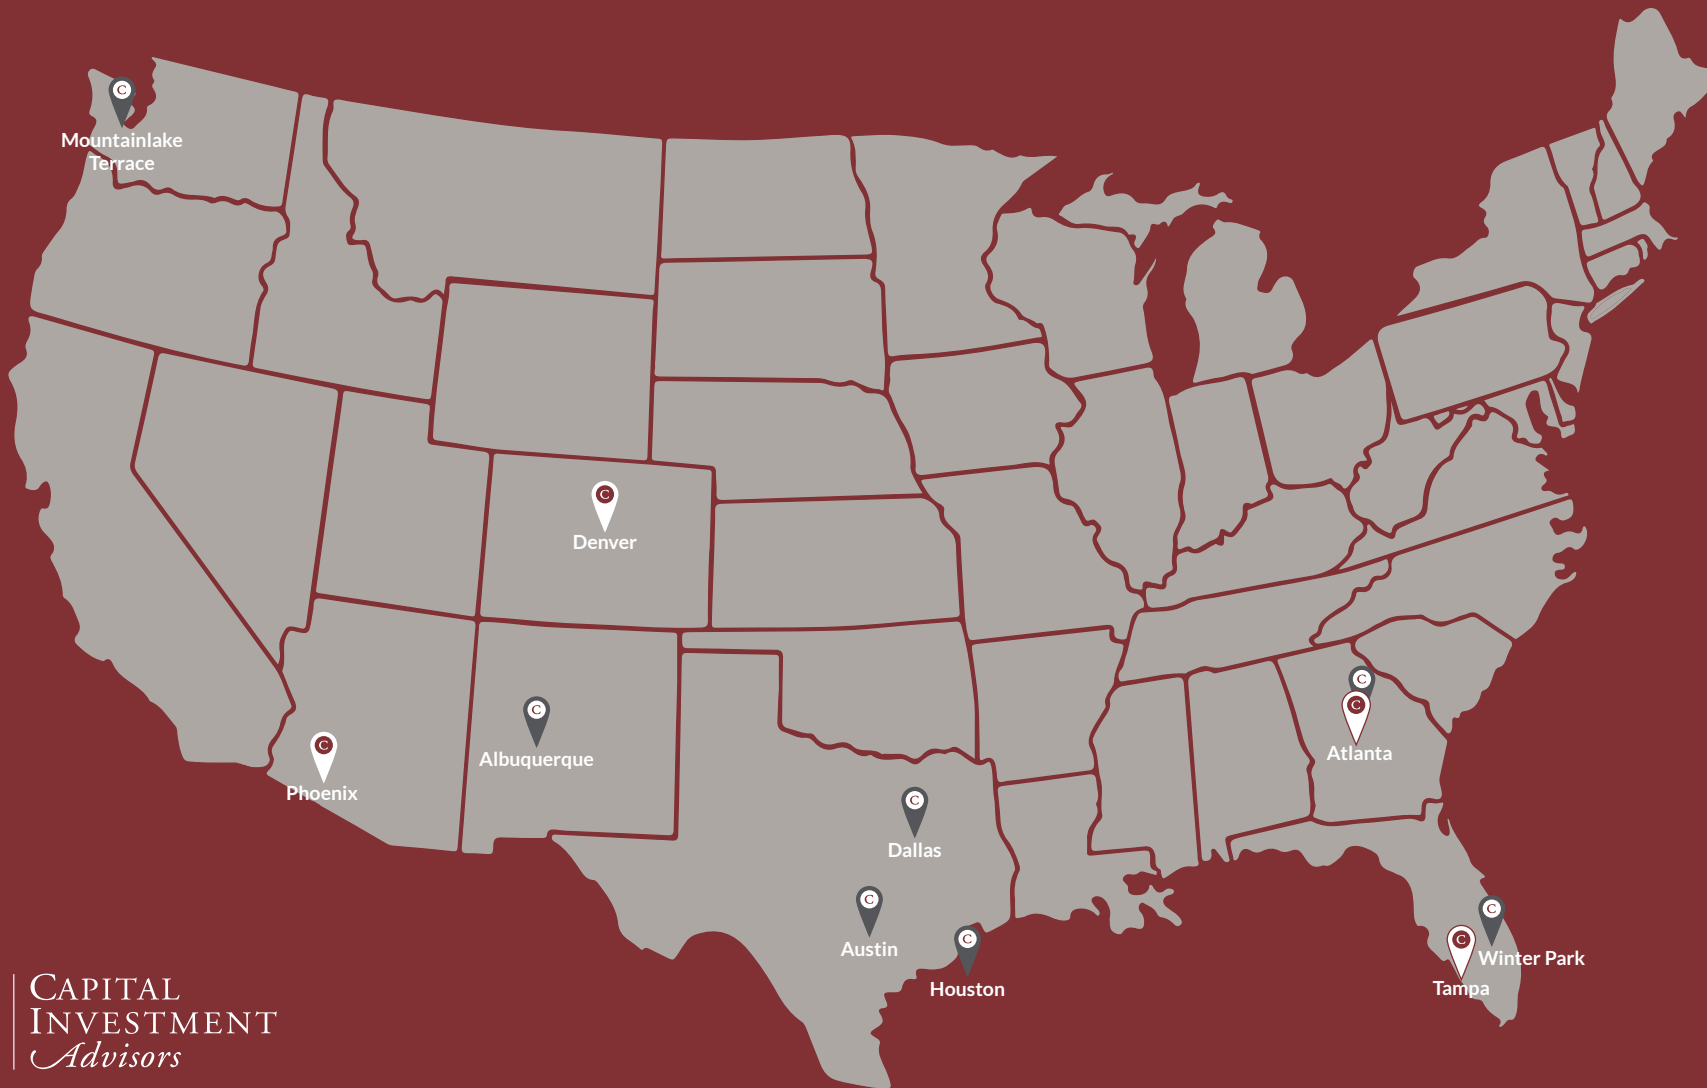 C
Mountainlake
Terrace
C
Denver
C
Atlanta
C
C
Albuquerque
C
Phoenix
C
Dallas
C
Austin
C
Winter Park
C
Houston
C
Tampa
CAPITAL
INVESTMENT
Advisors